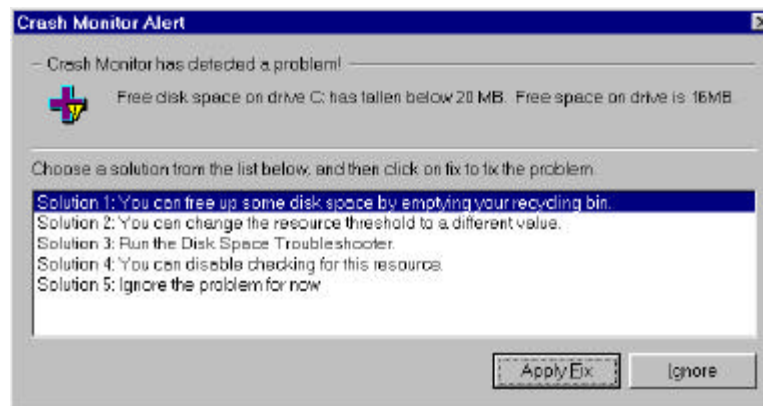 Crash Monitor Alert
Crash Monitor has detected a problem!
Free disk space on drive C: has fallen below 20 MB. Free space on drive is 16MB.
Choose a solution from the list below, and then click on fix to fix the problem.
Solution 1: You can free up some disk space by emptying your recycling bin.
Solution 2: You can change the resource threshold to a different value.
Solution 3: Run the Disk Space Troubleshooter.
Solution 4: You can disable checking for this resource.
Solution 5: Ignore the problem for now
Apply Fix
Ignore